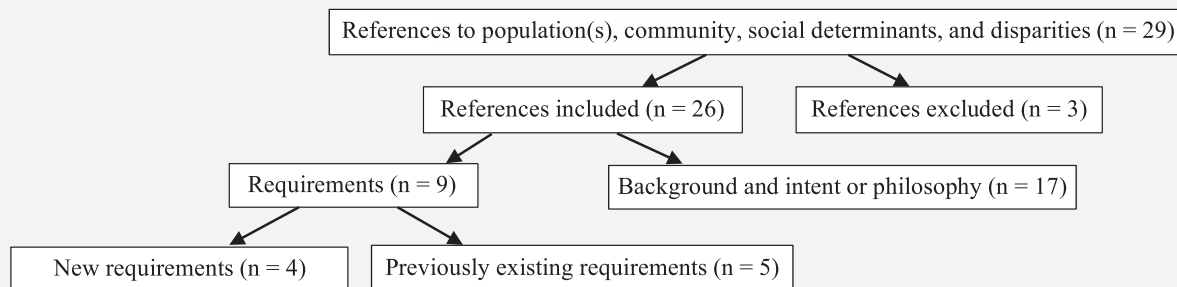 References to population(s), community, social determinants, and disparities (n = 29)
References included (n = 26)
References excluded (n = 3)
Requirements (n = 9)
Background and intent or philosophy (n = 17)
New requirements (n = 4)
Previously existing requirements (n = 5)